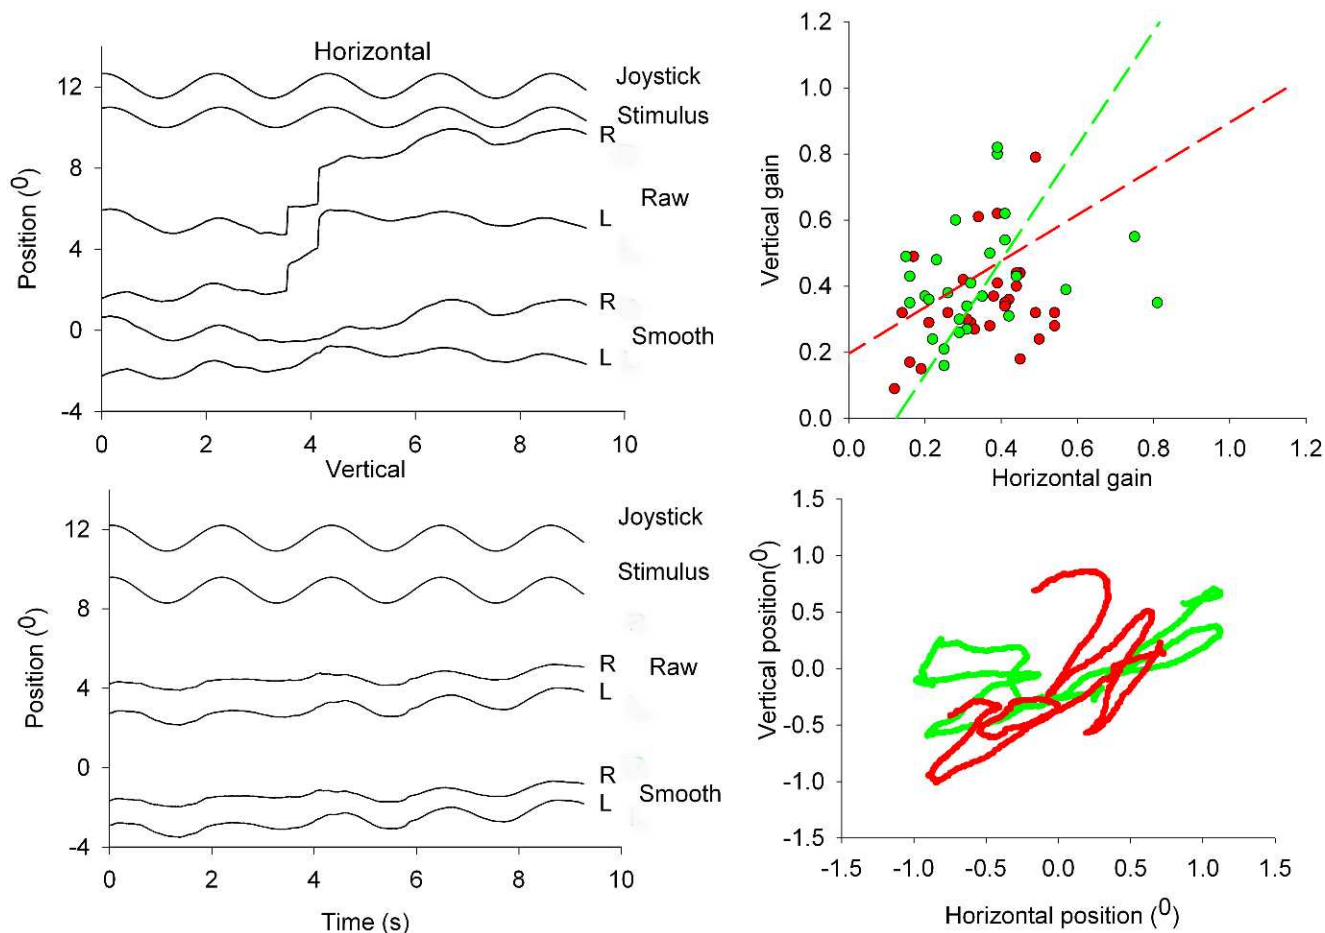 Horizontal
12
8
4
0
-4
Position (0)
Joystick
Stimulus
R
Raw
L
R
Smooth
L
0 2 4 6 8 10
Vertical
12
8
4
0
-4
Position (0)
Joystick
Stimulus
R
Raw
L
R
Smooth
L
0 2 4 6 8 10
Time (s)
1.2
1.0
0.8
0.6
0.4
0.2
0.0
Vertical gain
0.0 0.2 0.4 0.6 0.8 1.0 1.2
Horizontal gain
1.5
1.0
0.5
0.0
-0.5
-1.0
-1.5
Vertical position(0)
-1.5 -1.0 -0.5 0.0 0.5 1.0 1.5
Horizontal position (0)